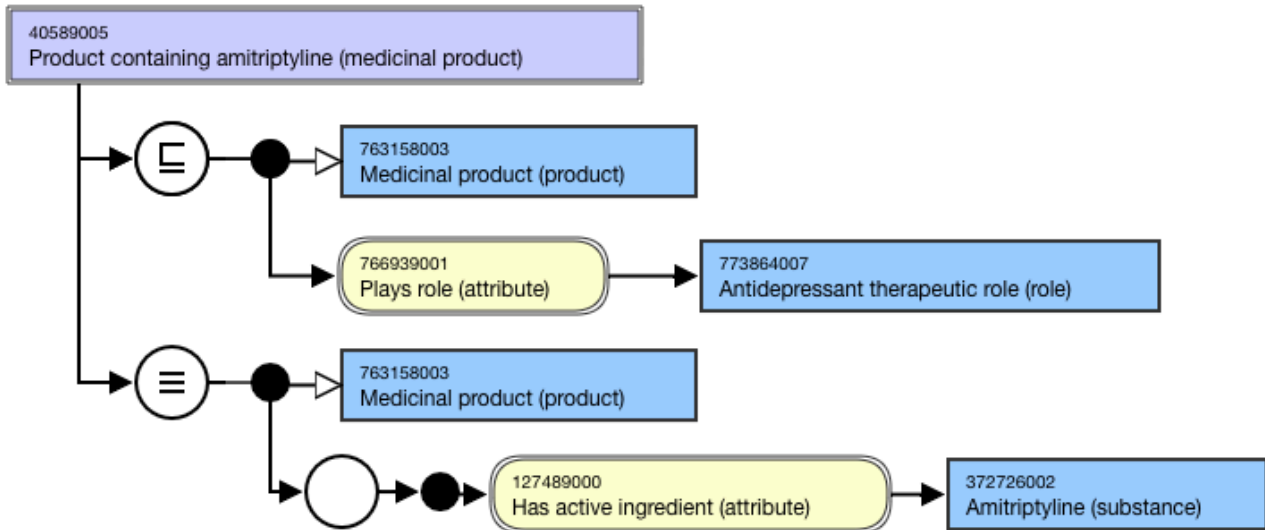 40589005
Product containing amitriptyline (medicinal product)
⊑
763158003
Medicinal product (product)
766939001
Plays role (attribute)
773864007
Antidepressant therapeutic role (role)
≡
763158003
Medicinal product (product)
127489000
Has active ingredient (attribute)
372726002
Amitriptyline (substance)